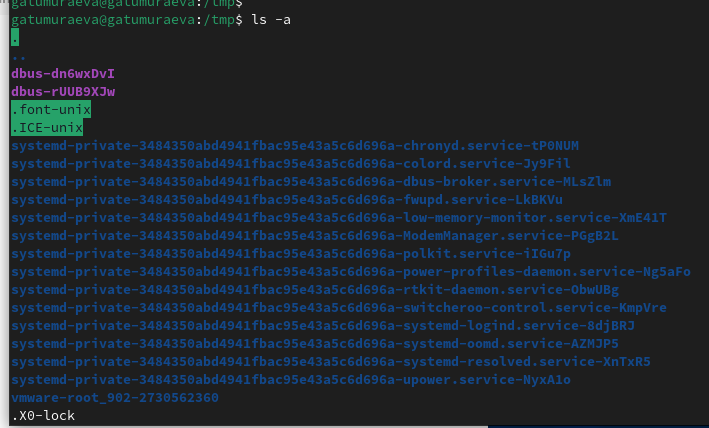 gatumuraeva@gatumuraeva:/tmp$
gatumuraeva@gatumuraeva:/tmp$ ls -a
.
..
dbus-dn6wxDvI
dbus-rUUB9XJw
.font-unix
.ICE-unix
systemd-private-3484350abd4941fbac95e43a5c6d696a-chronyd.service-tP0NUM
systemd-private-3484350abd4941fbac95e43a5c6d696a-colord.service-Jy9Fil
systemd-private-3484350abd4941fbac95e43a5c6d696a-dbus-broker.service-MLsZlm
systemd-private-3484350abd4941fbac95e43a5c6d696a-fwupd.service-LkBKVu
systemd-private-3484350abd4941fbac95e43a5c6d696a-low-memory-monitor.service-XmE41T
systemd-private-3484350abd4941fbac95e43a5c6d696a-ModemManager.service-PGgB2L
systemd-private-3484350abd4941fbac95e43a5c6d696a-polkit.service-iIGu7p
systemd-private-3484350abd4941fbac95e43a5c6d696a-power-profiles-daemon.service-Ng5aFo
systemd-private-3484350abd4941fbac95e43a5c6d696a-rtkit-daemon.service-ObwUBg
systemd-private-3484350abd4941fbac95e43a5c6d696a-switcheroo-control.service-KmpVre
systemd-private-3484350abd4941fbac95e43a5c6d696a-systemd-logind.service-8djBRJ
systemd-private-3484350abd4941fbac95e43a5c6d696a-systemd-oomd.service-AZMJP5
systemd-private-3484350abd4941fbac95e43a5c6d696a-systemd-resolved.service-XnTxR5
systemd-private-3484350abd4941fbac95e43a5c6d696a-upower.service-NyxA1o
vmware-root_902-2730562360
.X0-lock